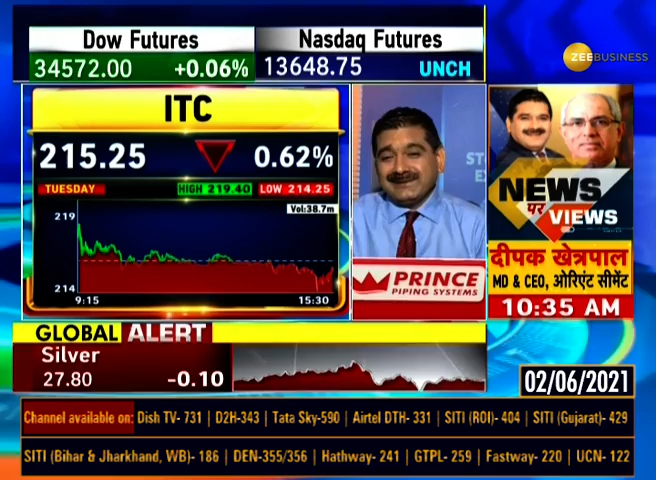 Dow Futures
34572.00 +0.06%
Nasdaq Futures
13648.75 UNCH
ZEEBUSINESS
ITC
215.25 0.62%
TUESDAY HIGH 219.40 LOW 214.25
Vol:38.7m
219
214
9:15 15:30
PRINCE
PIPING SYSTEMS
NEWS
पर
VIEWS
दीपक खेत्रपाल
MD & CEO, ओरिएंट सीमेंट
10:35 AM
GLOBAL ALERT
Silver
27.80 -0.10
02/06/2021
Channel available on: Dish TV- 731 | D2H-343 | Tata Sky-590 | Airtel DTH- 331 | SITI (ROI)- 404 | SITI (Gujarat)- 429
SITI (Bihar & Jharkhand, WB)- 186 | DEN-355/356 | Hathway- 241 | GTPL- 259 | Fastway- 220 | UCN- 122